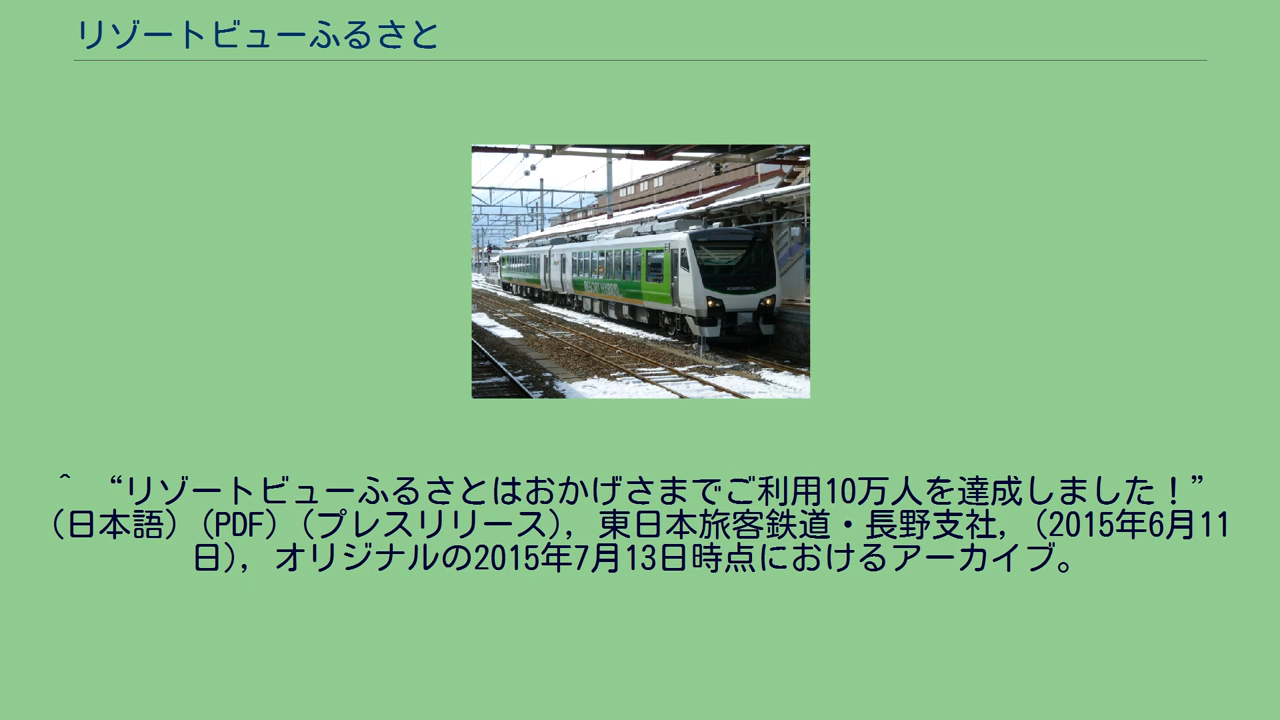 リゾートビューふるさと
RESORT HYBRID
^ “リゾートビューふるさとはおかげさまでご利用10万人を達成しました！”
(日本語) (PDF) (プレスリリース), 東日本旅客鉄道・長野支社, (2015年6月11
日), オリジナルの2015年7月13日時点におけるアーカイブ。